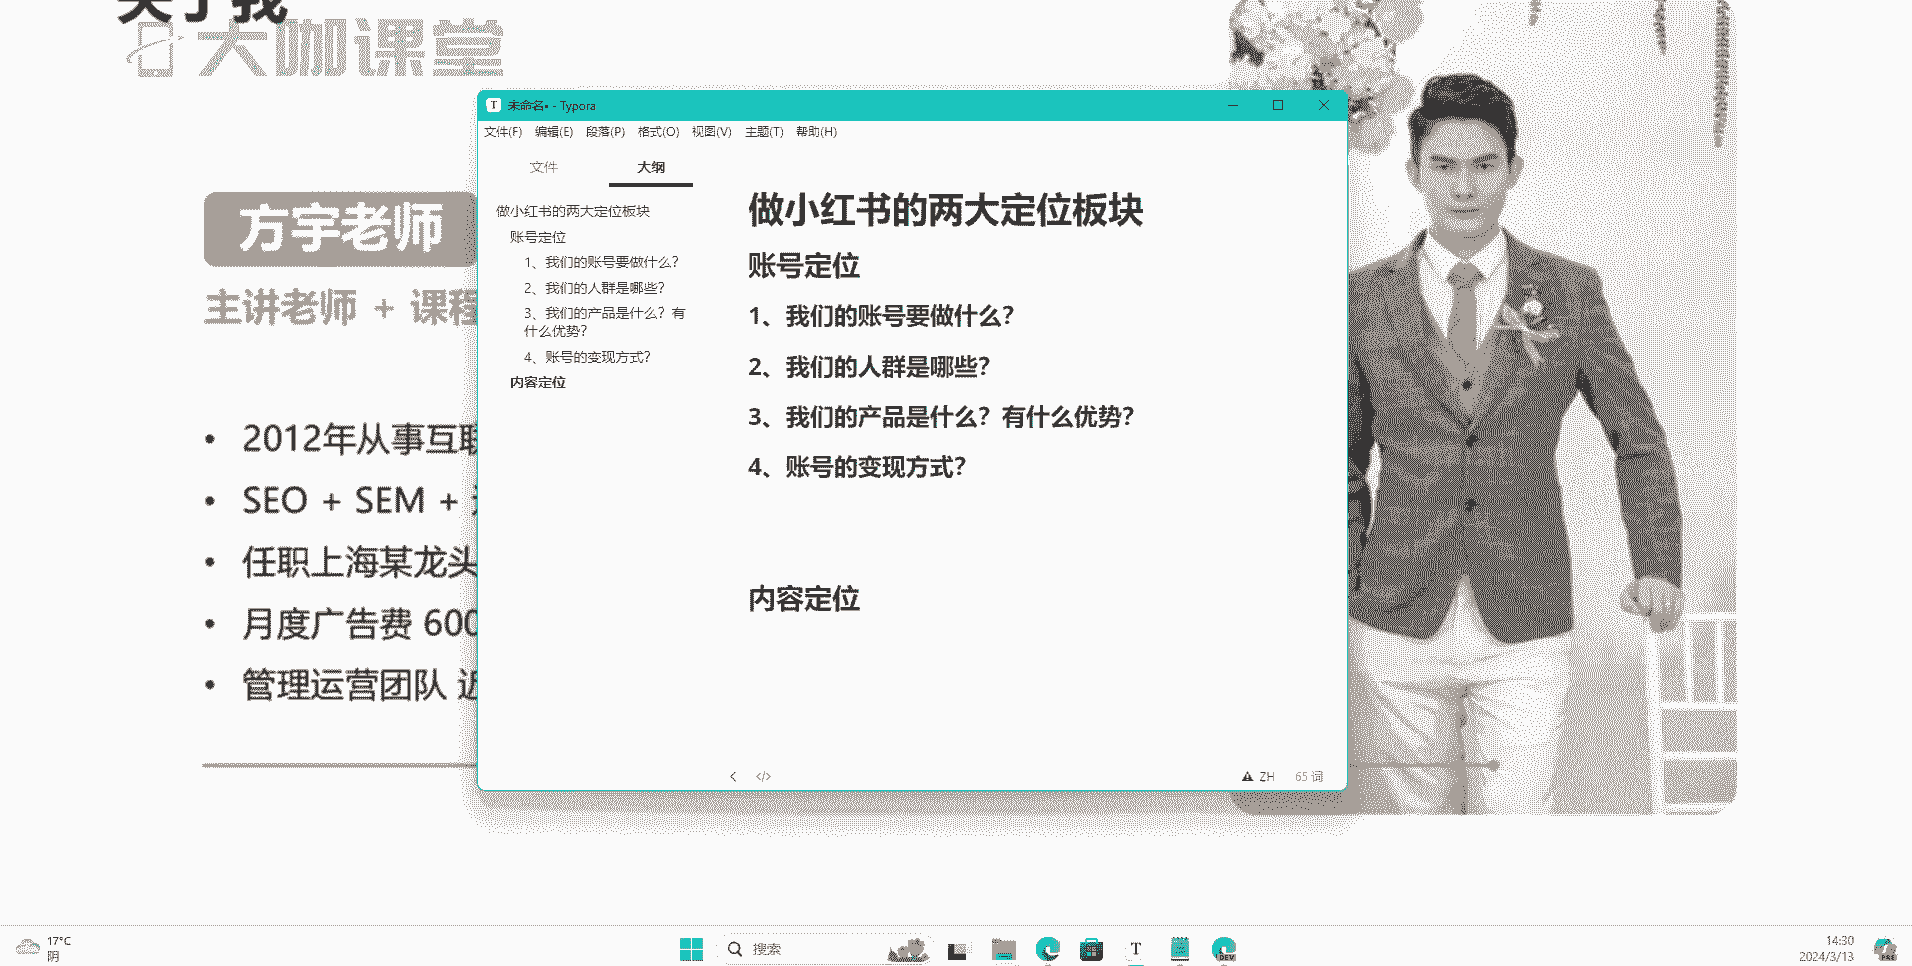 关于我
大咖课堂
方宇老师
主讲老师 + 课程
2012年从事互联
SEO + SEM +
任职上海某龙头
月度广告费 600
管理运营团队 近
未命名• - Typora
文件(F) 编辑(E) 段落(P) 格式(O) 视图(V) 主题(T) 帮助(H)
文件 大纲
做小红书的两大定位板块
账号定位
1、我们的账号要做什么？
2、我们的人群是哪些？
3、我们的产品是什么？有
什么优势？
4、账号的变现方式？
内容定位
做小红书的两大定位板块
账号定位
1、我们的账号要做什么？
2、我们的人群是哪些？
3、我们的产品是什么？有什么优势？
4、账号的变现方式？
内容定位
ZH 65 词
17°C
阴
搜索
DEV
14:30
2024/3/13
PRE